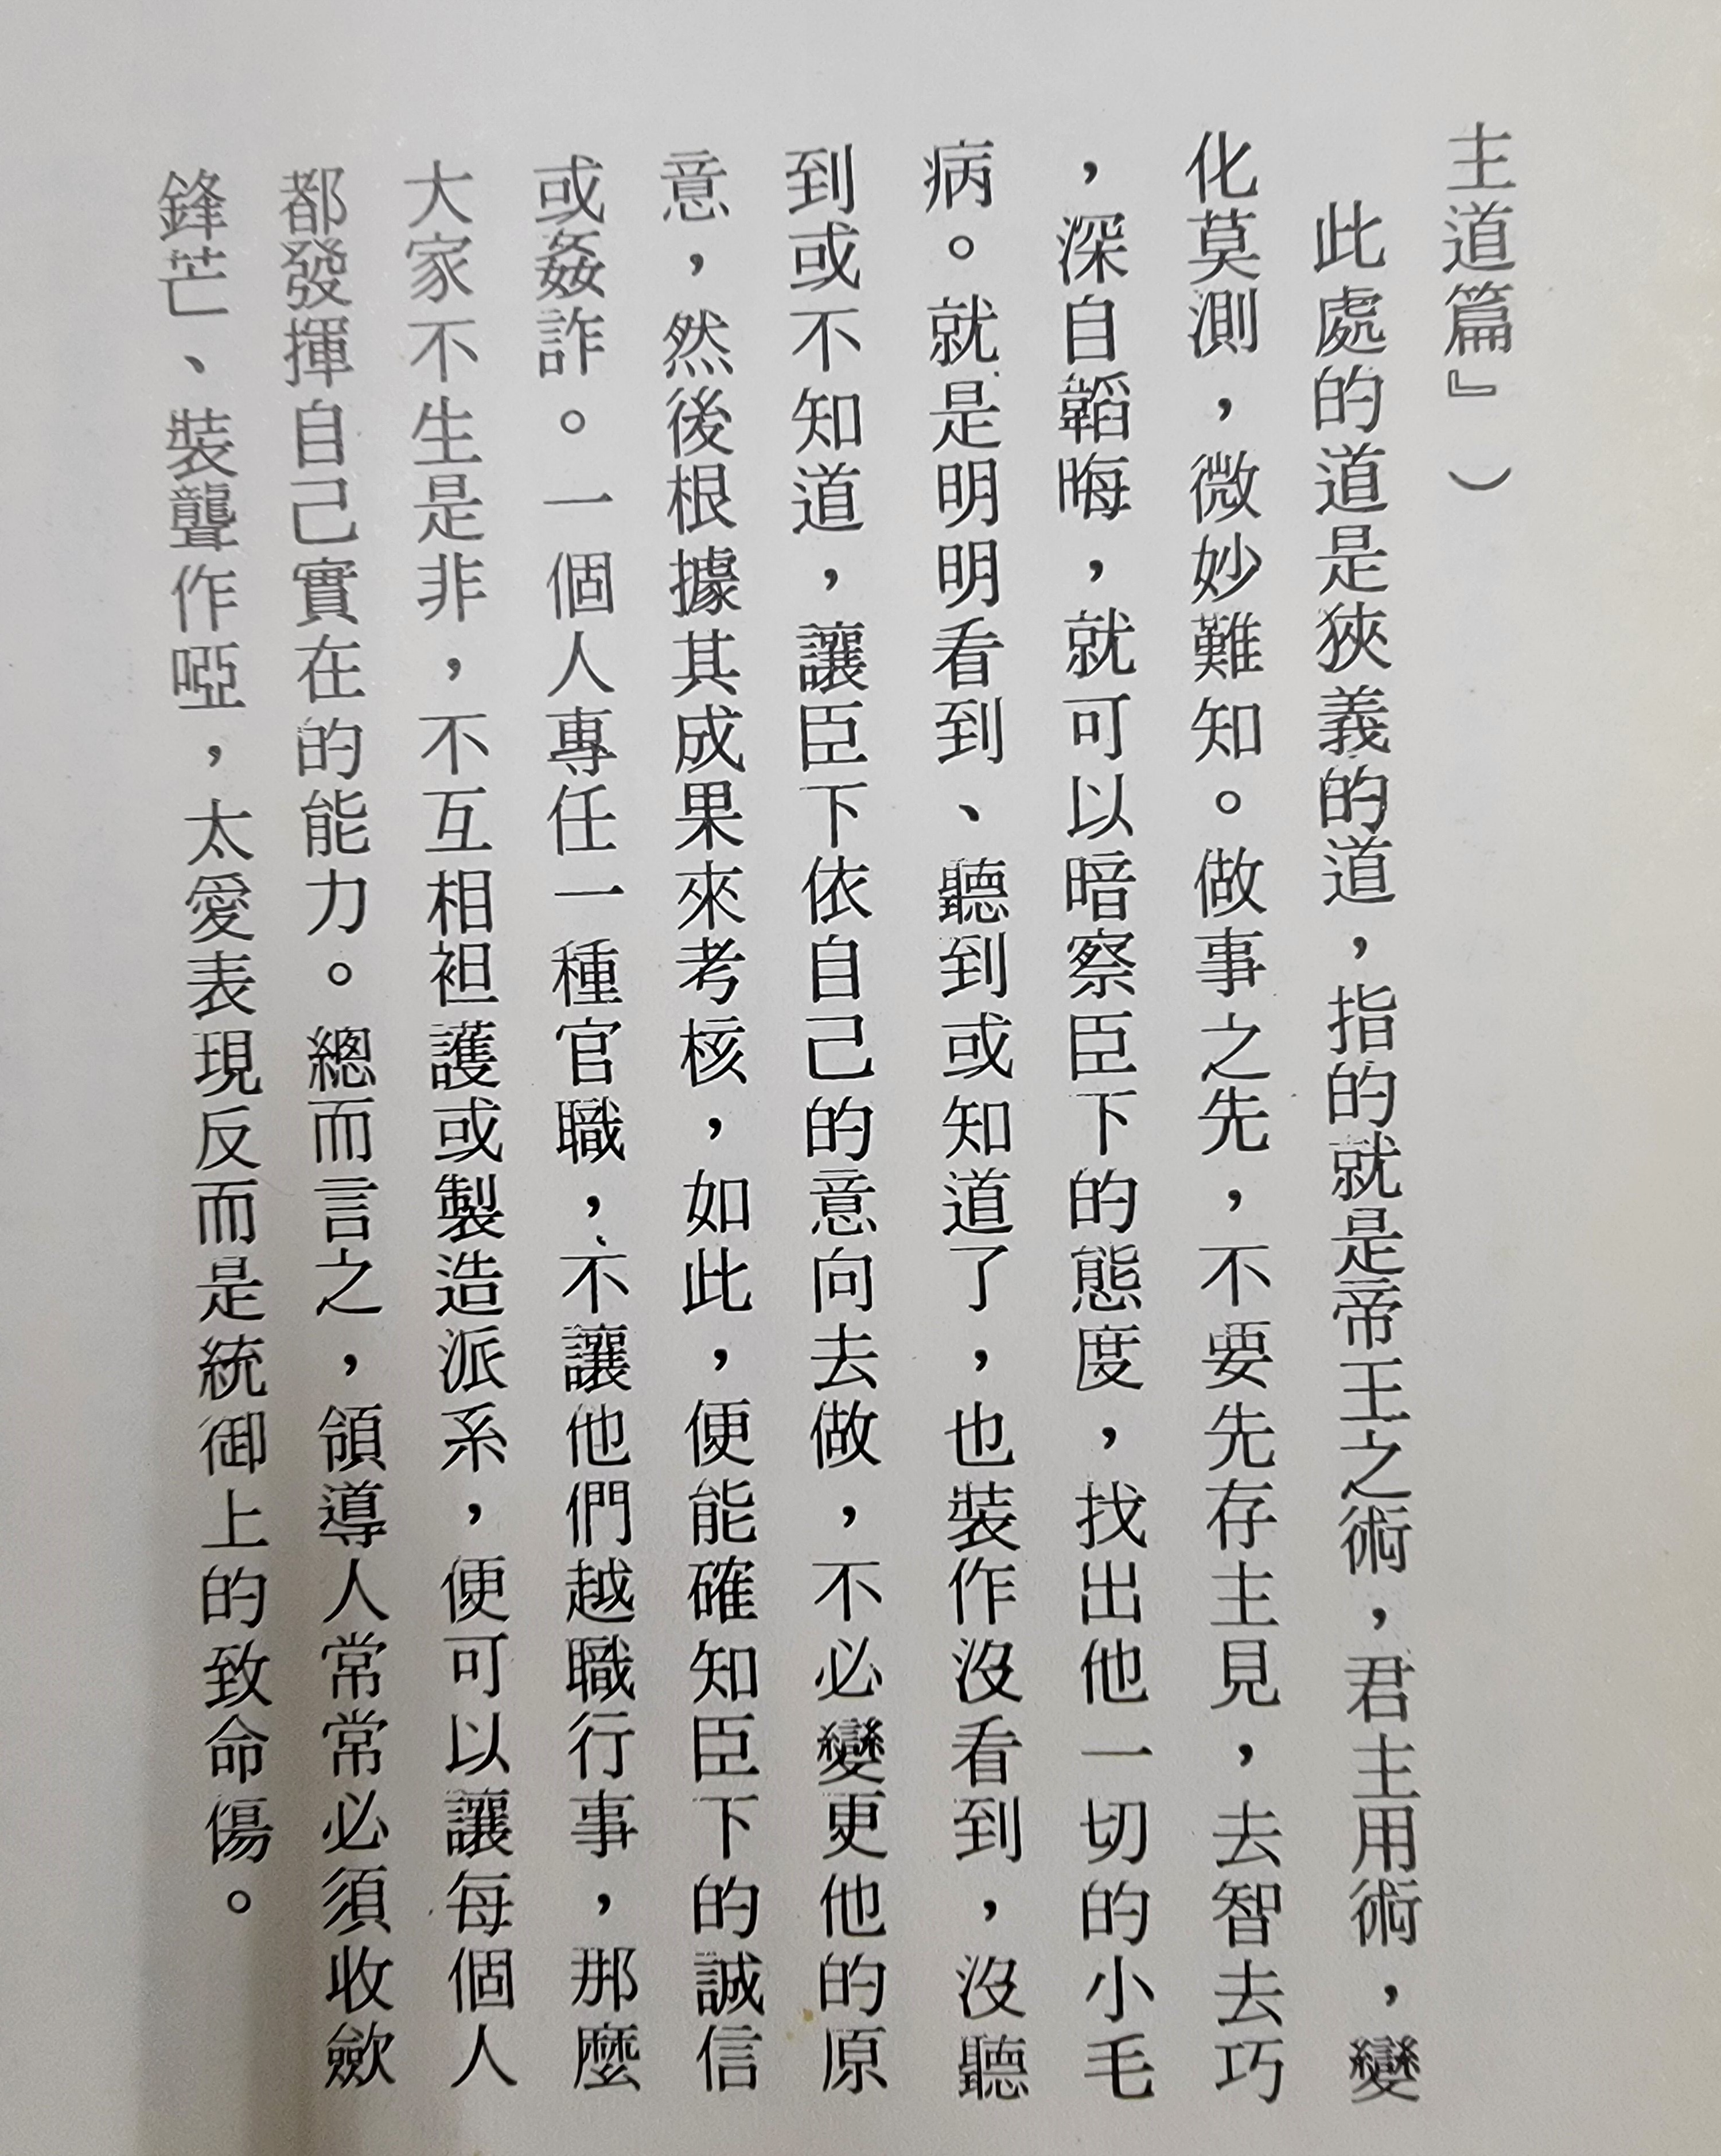 主道篇』）
此處的道是狹義的道，指的就是帝王之術，君主用術，變
化莫測，微妙難知。做事之先，不要先存主見，去智去巧
，深自韜晦，就可以暗察臣下的態度，找出他一切的小毛
病。就是明明看到、聽到或知道了，也裝作沒看到，沒聽
到或不知道，讓臣下依自己的意向去做，不必變更他的原
意，然後根據其成果來考核，如此，便能確知臣下的誠信
或姦詐。一個人專任一種官職，不讓他們越職行事，那麼
大家不生是非，不互相袒護或製造派系，便可以讓每個人
都發揮自己實在的能力。總而言之，領導人常常必須收歛
鋒芒、裝聾作啞，太愛表現反而是統御上的致命傷。